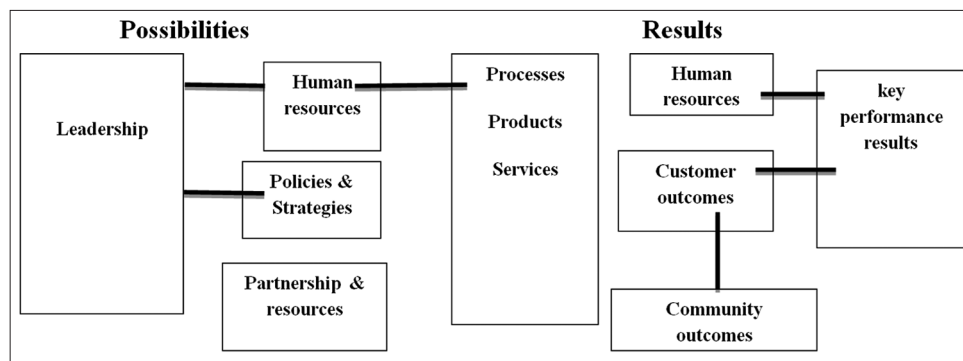 Possibilities
Results
Leadership
Human
resources
Policies &
Strategies
Partnership &
resources
Processes
Products
Services
Human
resources
Customer
outcomes
Community
outcomes
key
performance
results